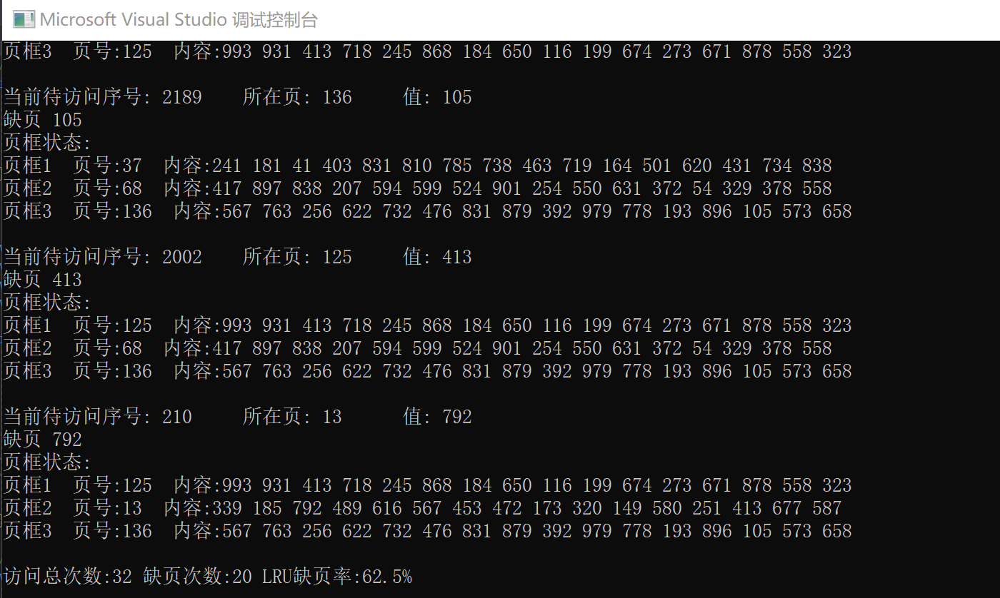 Microsoft Visual Studio 调试控制台
页框3 页号:125 内容:993 931 413 718 245 868 184 650 116 199 674 273 671 878 558 323
当前待访问序号: 2189 所在页: 136 值: 105
缺页 105
页框状态:
页框1 页号:37 内容:241 181 41 403 831 810 785 738 463 719 164 501 620 431 734 838
页框2 页号:68 内容:417 897 838 207 594 599 524 901 254 550 631 372 54 329 378 558
页框3 页号:136 内容:567 763 256 622 732 476 831 879 392 979 778 193 896 105 573 658
当前待访问序号: 2002 所在页: 125 值: 413
缺页 413
页框状态:
页框1 页号:125 内容:993 931 413 718 245 868 184 650 116 199 674 273 671 878 558 323
页框2 页号:68 内容:417 897 838 207 594 599 524 901 254 550 631 372 54 329 378 558
页框3 页号:136 内容:567 763 256 622 732 476 831 879 392 979 778 193 896 105 573 658
当前待访问序号: 210 所在页: 13 值: 792
缺页 792
页框状态:
页框1 页号:125 内容:993 931 413 718 245 868 184 650 116 199 674 273 671 878 558 323
页框2 页号:13 内容:339 185 792 489 616 567 453 472 173 320 149 580 251 413 677 587
页框3 页号:136 内容:567 763 256 622 732 476 831 879 392 979 778 193 896 105 573 658
访问总次数:32 缺页次数:20 LRU缺页率:62.5%